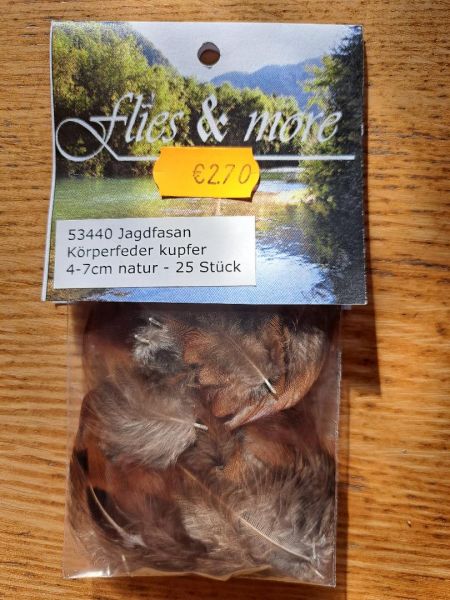 flies & more
€2.70
53440 Jagdfasan
Körperfeder kupfer
4-7cm natur - 25 Stück